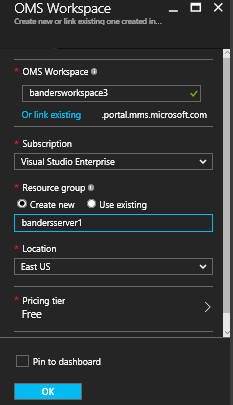 OMS Workspace
Create new or link existing one created in...
* OMS Workspace
bandersworkspace3
Or link existing .portal.mms.microsoft.com
* Subscription
Visual Studio Enterprise
* Resource group
Create new Use existing
bandersserver1
* Location
East US
* Pricing tier
Free
Pin to dashboard
OK